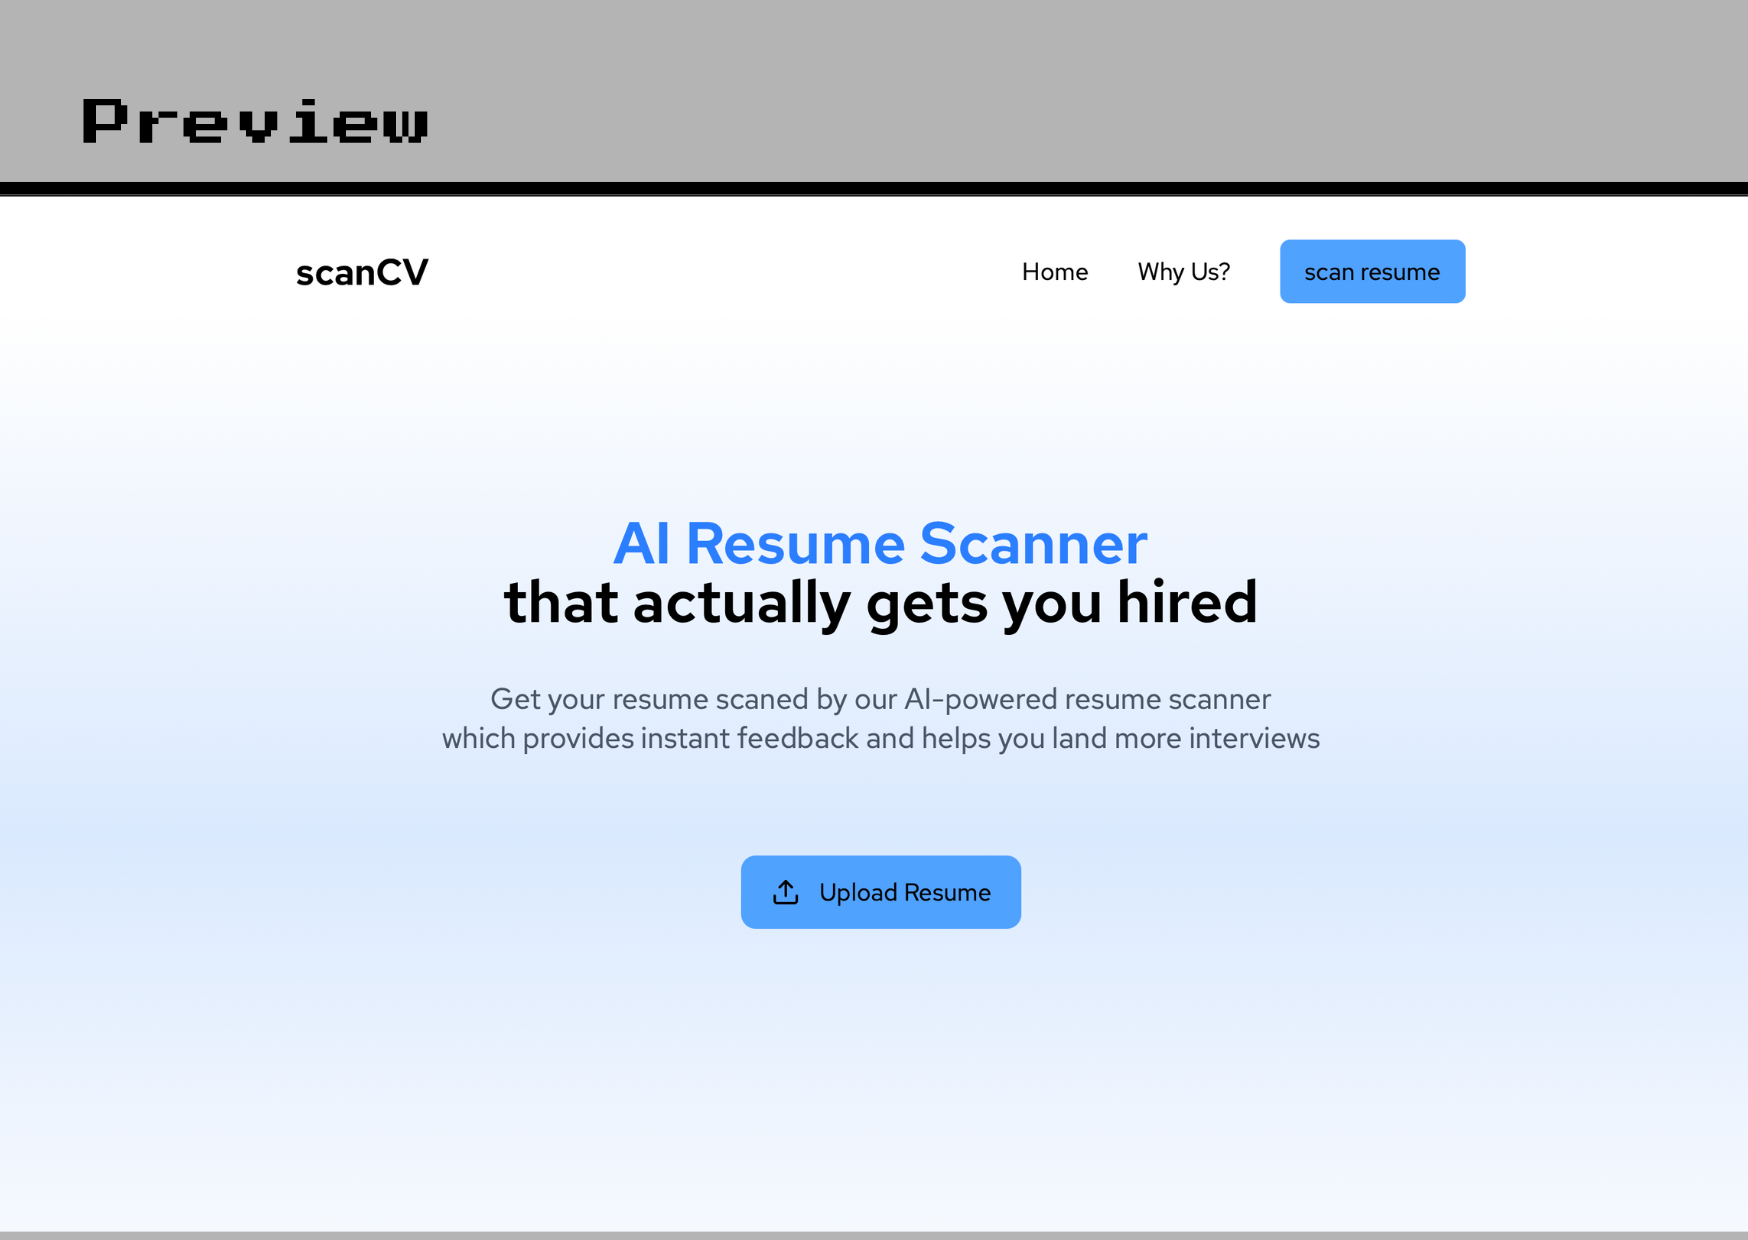 Preview
scanCV
Home
Why Us?
scan resume
AI Resume Scanner
that actually gets you hired
Get your resume scaned by our AI-powered resume scanner
which provides instant feedback and helps you land more interviews
Upload Resume